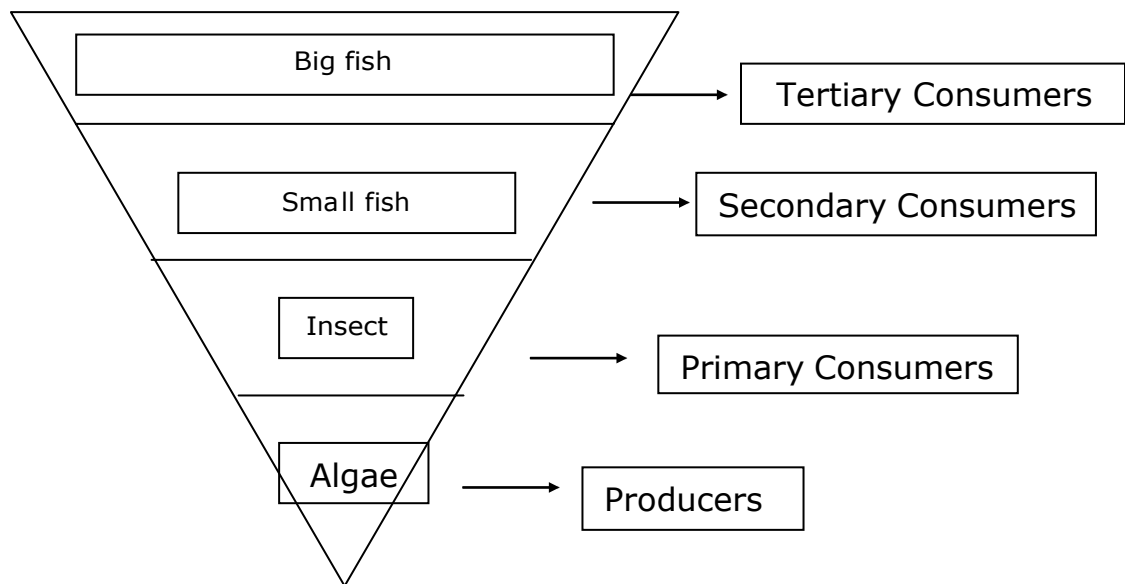 Big fish
Tertiary Consumers
Small fish
Secondary Consumers
Insect
Primary Consumers
Algae
Producers